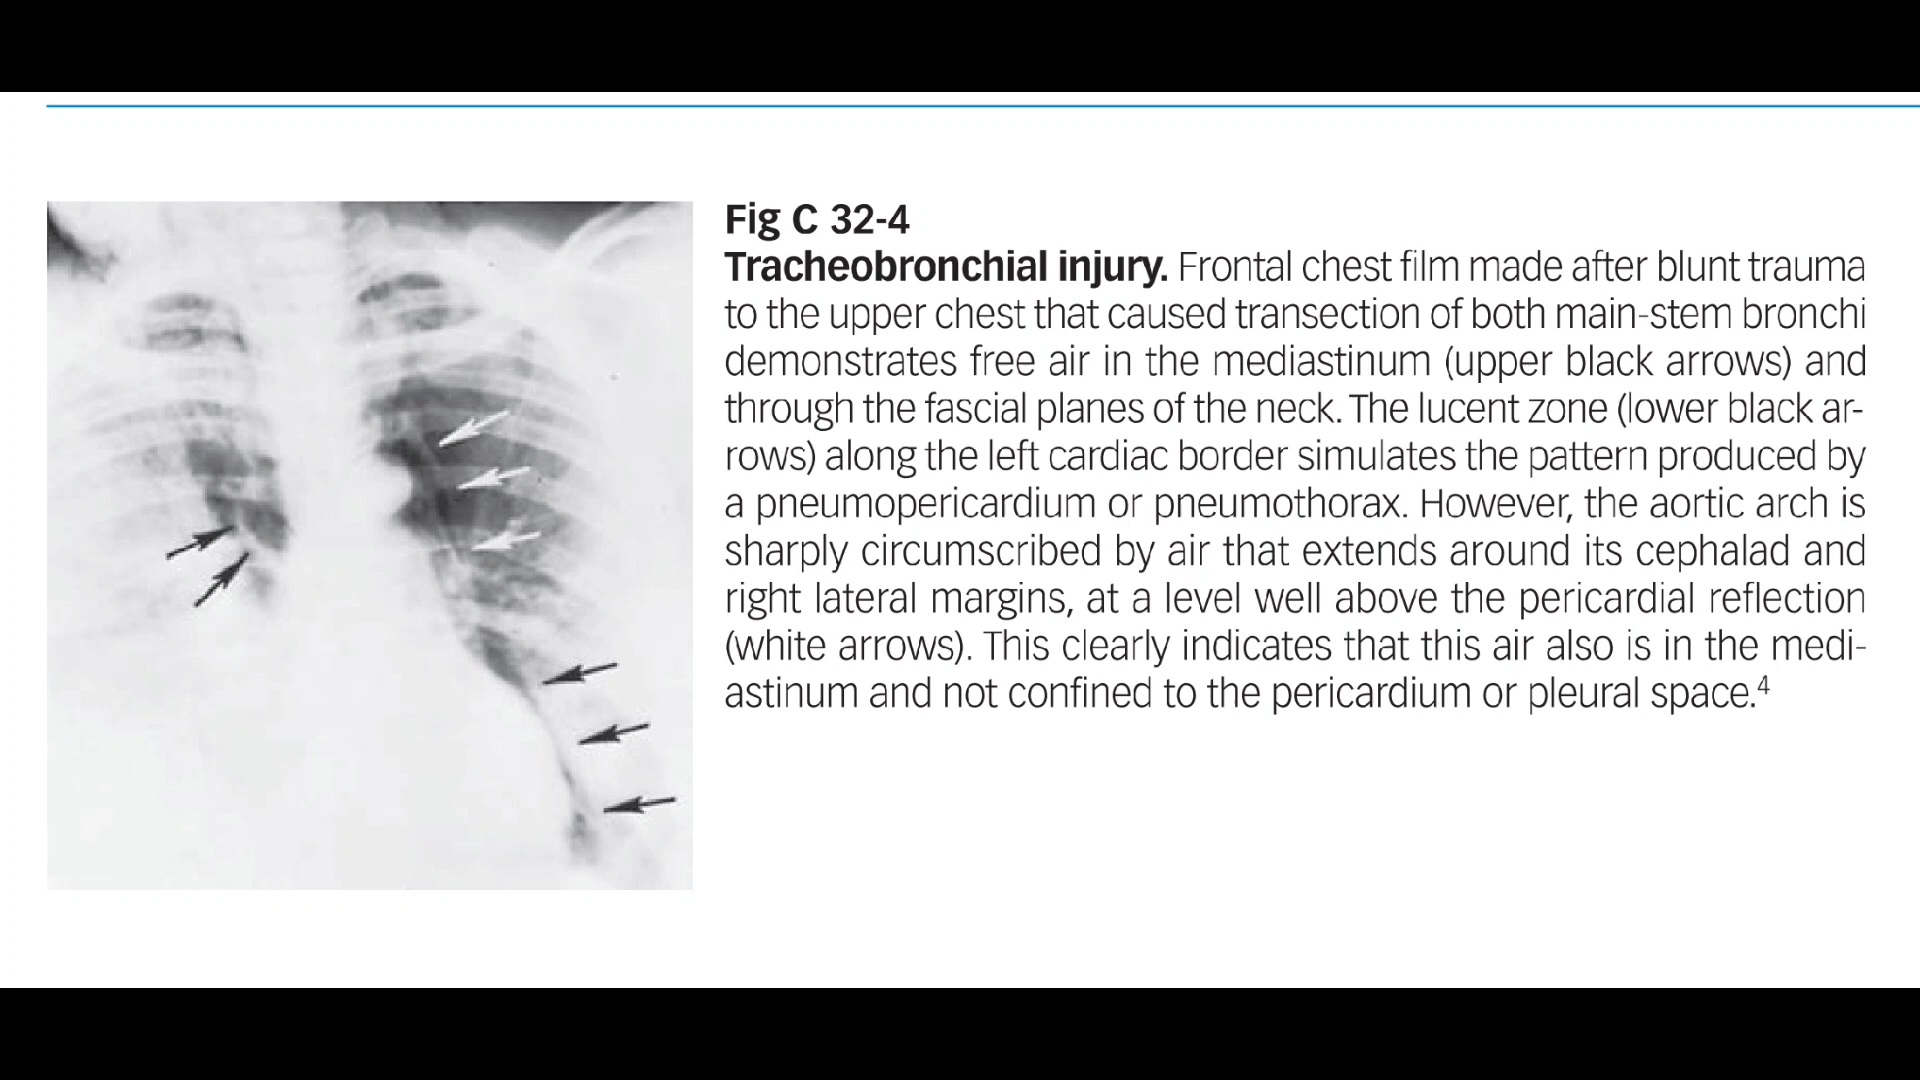 Fig C 32-4
Tracheobronchial injury. Frontal chest film made after blunt trauma
to the upper chest that caused transection of both main-stem bronchi
demonstrates free air in the mediastinum (upper black arrows) and
through the fascial planes of the neck. The lucent zone (lower black ar-
rows) along the left cardiac border simulates the pattern produced by
a pneumopericardium or pneumothorax. However, the aortic arch is
sharply circumscribed by air that extends around its cephalad and
right lateral margins, at a level well above the pericardial reflection
(white arrows). This clearly indicates that this air also is in the medi-
astinum and not confined to the pericardium or pleural space.4